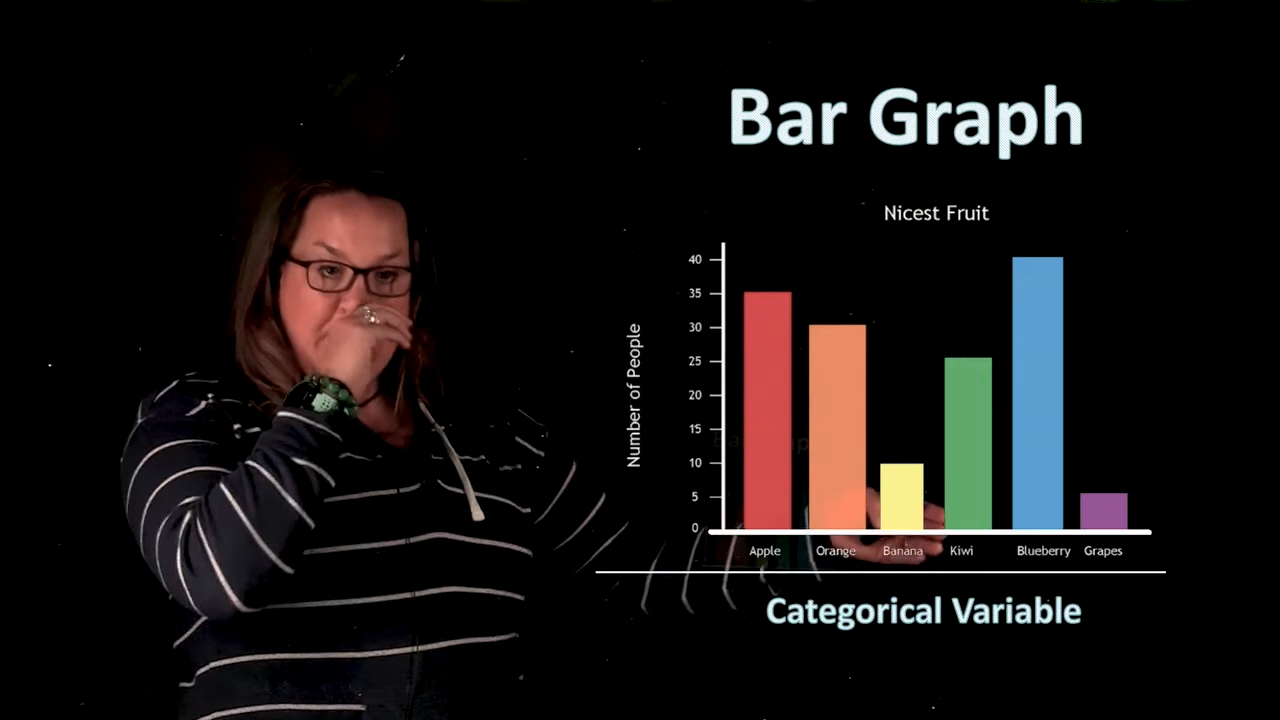 Bar Graph
Nicest Fruit
Number of People
40
35
30
25
20
15
10
5
0
Apple Orange Banana Kiwi Blueberry Grapes
Categorical Variable